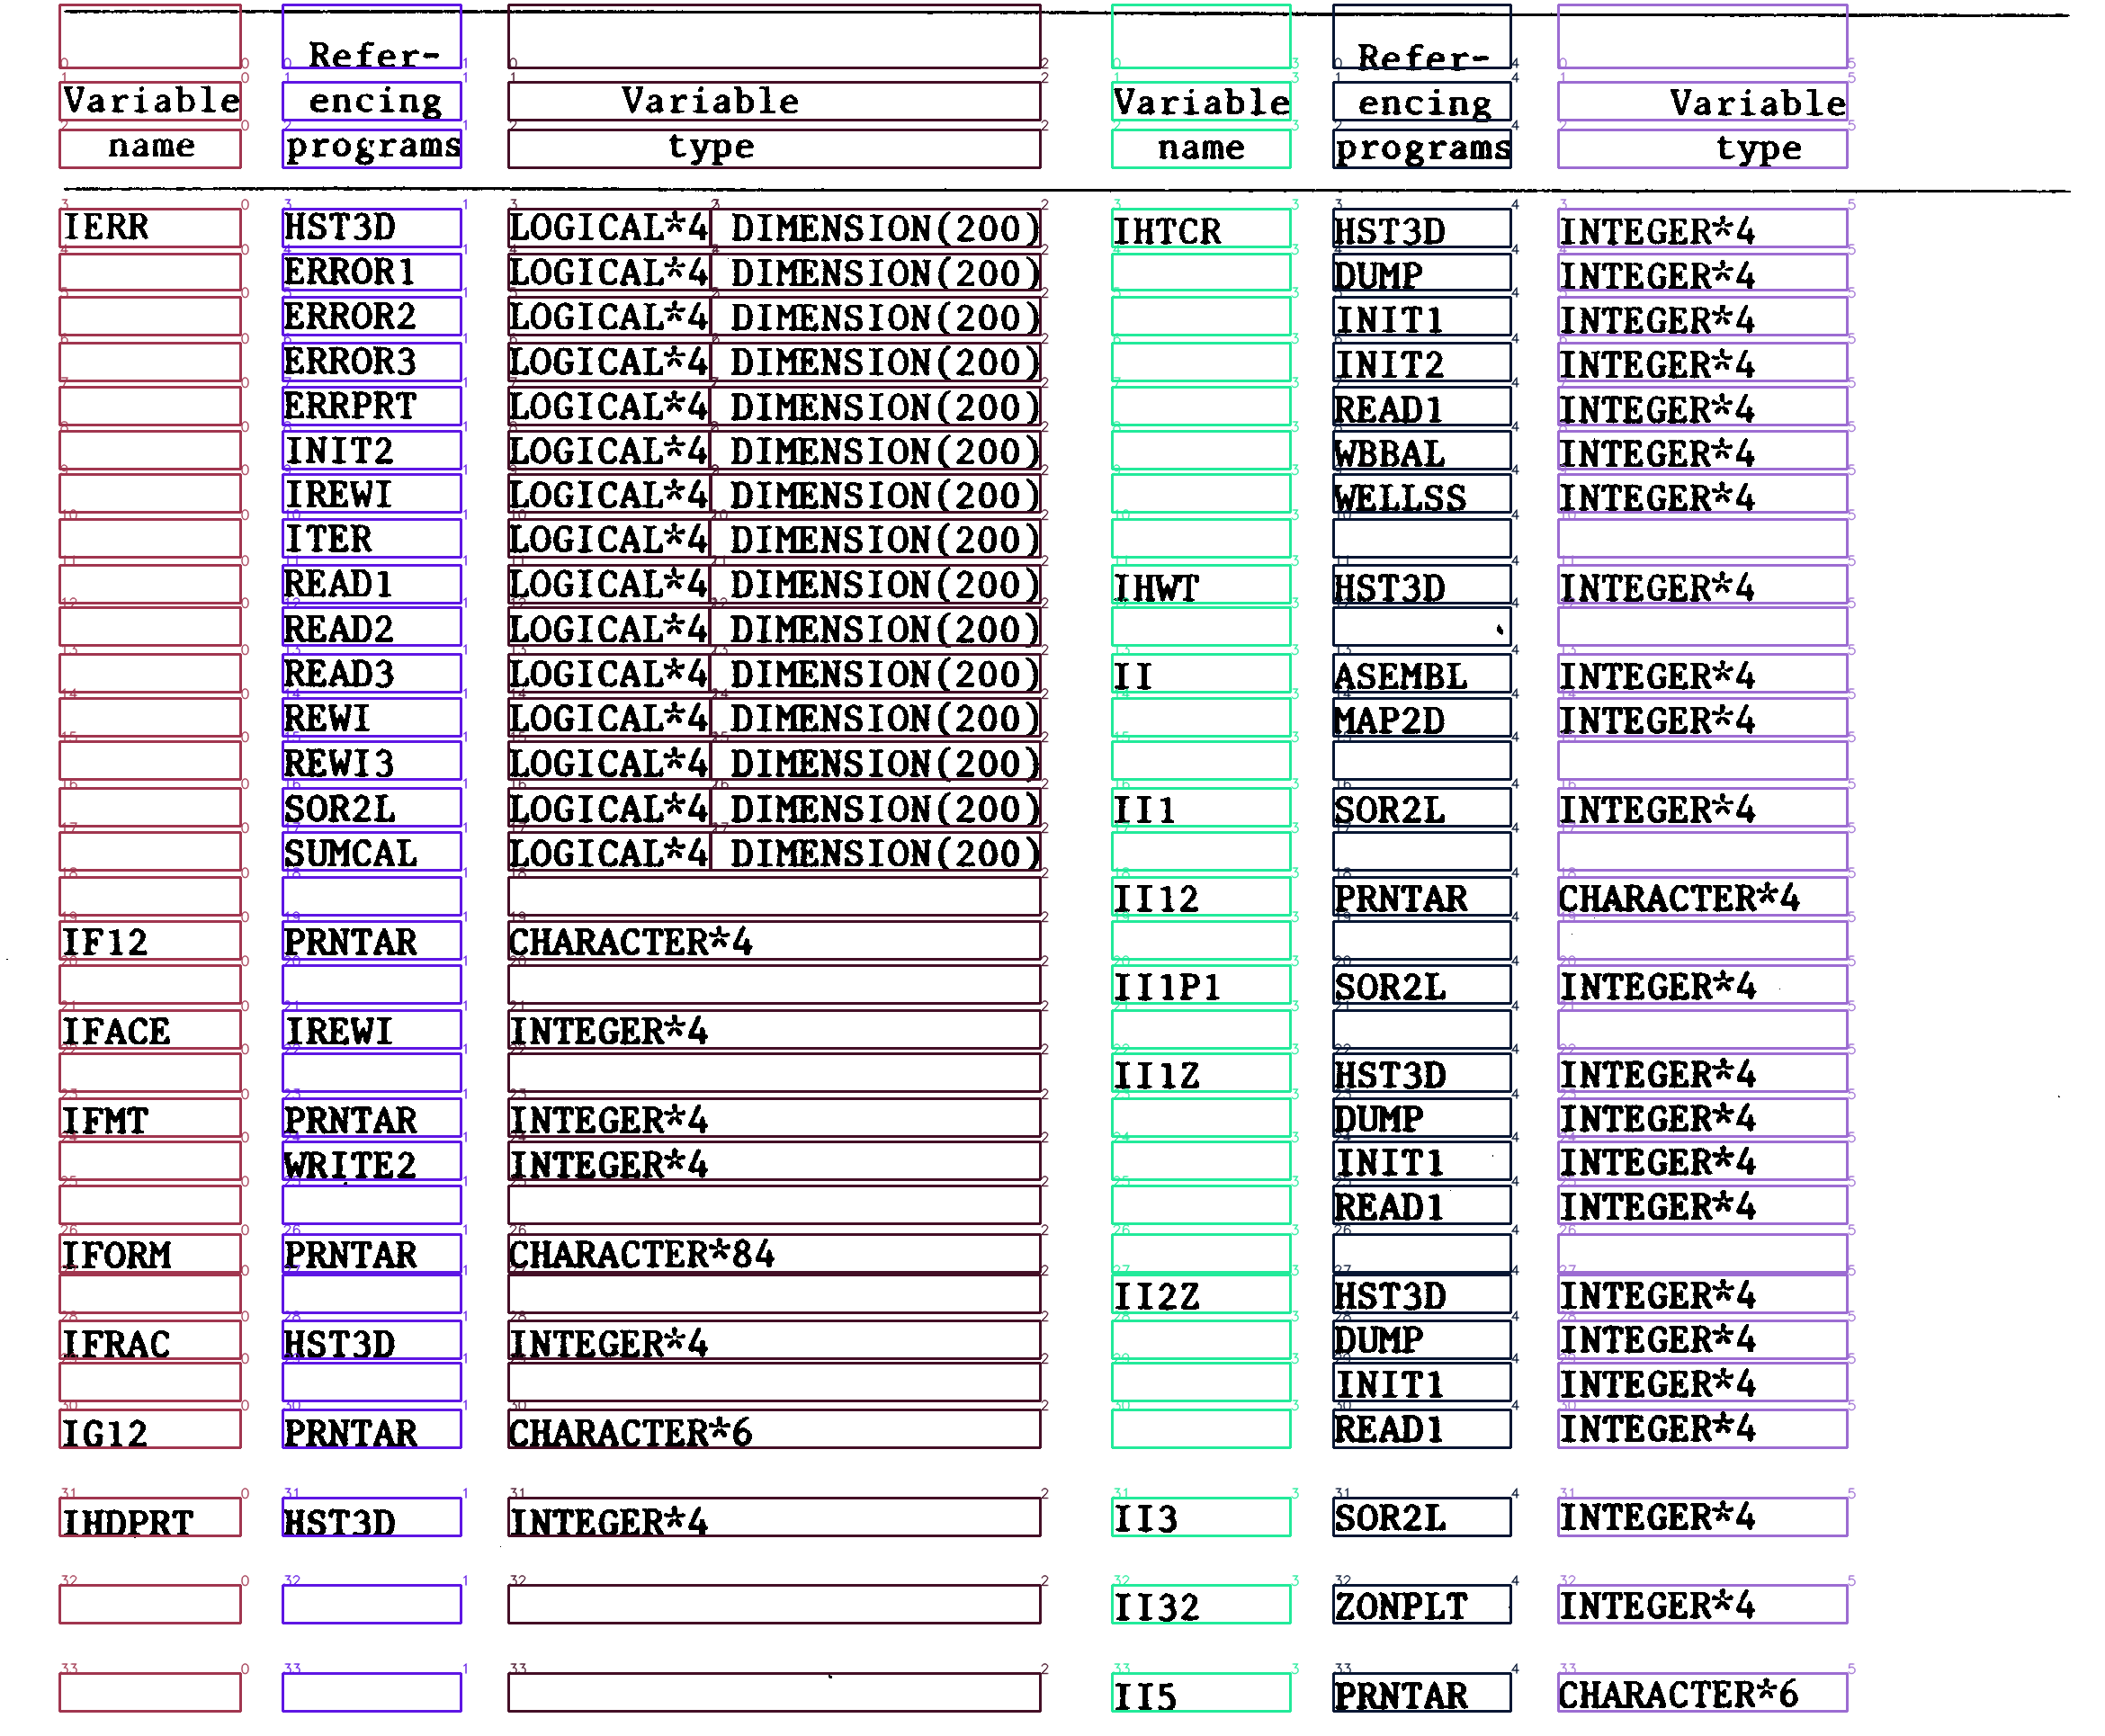 Refer- Refer-
Variable encing Variable Variable encing Variable
name programs type name programs type
IERR HST3D LOGICAL*4 DIMENSION(200) IHTCR HST3D INTEGER*4
ERROR1 LOGICAL*4 DIMENSION(200) DUMP INTEGER*4
ERROR2 LOGICAL*4 DIMENSION(200) INIT1 INTEGER*4
ERROR3 LOGICAL*4 DIMENSION(200) INIT2 INTEGER*4
ERRPRT LOGICAL*4 DIMENSION(200) READ1 INTEGER*4
INIT2 LOGICAL*4 DIMENSION(200) WBBAL INTEGER*4
IREWI LOGICAL*4 DIMENSION(200) WELLSS INTEGER*4
ITER LOGICAL*4 DIMENSION(200)
READ1 LOGICAL*4 DIMENSION(200) IHWT HST3D INTEGER*4
READ2 LOGICAL*4 DIMENSION(200)
READ3 LOGICAL*4 DIMENSION(200) II ASEMBL INTEGER*4
REWI LOGICAL*4 DIMENSION(200) MAP2D INTEGER*4
REWI3 LOGICAL*4 DIMENSION(200)
SOR2L LOGICAL*4 DIMENSION(200) II1 SOR2L INTEGER*4
SUMCAL LOGICAL*4 DIMENSION(200)
II12 PRNTAR CHARACTER*4
IF12 PRNTAR CHARACTER*4
II1P1 SOR2L INTEGER*4
IFACE IREWI INTEGER*4
II1Z HST3D INTEGER*4
IFMT PRNTAR INTEGER*4 DUMP INTEGER*4
WRITE2 INTEGER*4 INIT1 INTEGER*4
READ1 INTEGER*4
IFORM PRNTAR CHARACTER*84
II2Z HST3D INTEGER*4
IFRAC HST3D INTEGER*4 DUMP INTEGER*4
INIT1 INTEGER*4
IG12 PRNTAR CHARACTER*6 READ1 INTEGER*4
IHDPRT HST3D INTEGER*4 II3 SOR2L INTEGER*4
II32 ZONPLT INTEGER*4
II5 PRNTAR CHARACTER*6